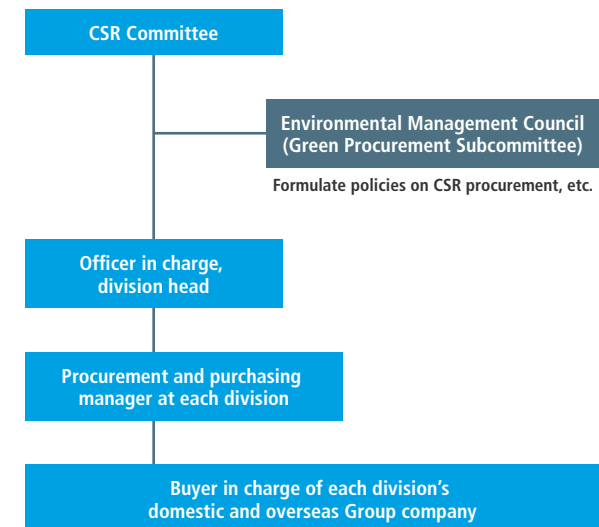 CSR Committee
Environmental Management Council
(Green Procurement Subcommittee)
Formulate policies on CSR procurement, etc.
Officer in charge,
division head
Procurement and purchasing
manager at each division
Buyer in charge of each division’s
domestic and overseas Group company